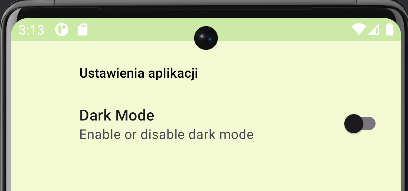 3:13
Ustawienia aplikacji
Dark Mode
Enable or disable dark mode